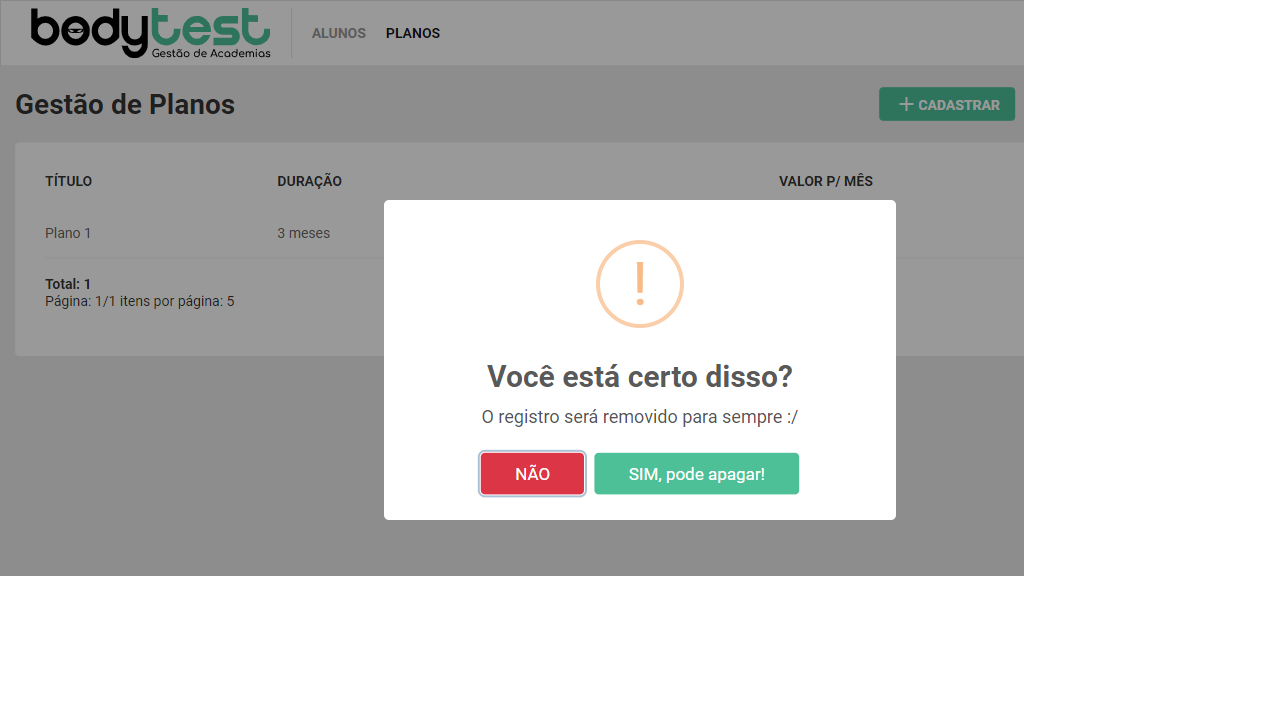 bodytest
Gestão de Academias
ALUNOS PLANOS
Gestão de Planos
CADASTRAR
TÍTULO DURAÇÃO VALOR P/ MÊS
Plano 1 3 meses
Total: 1
Página: 1/1 itens por página: 5
!
Você está certo disso?
O registro será removido para sempre :/
NÃO SIM, pode apagar!